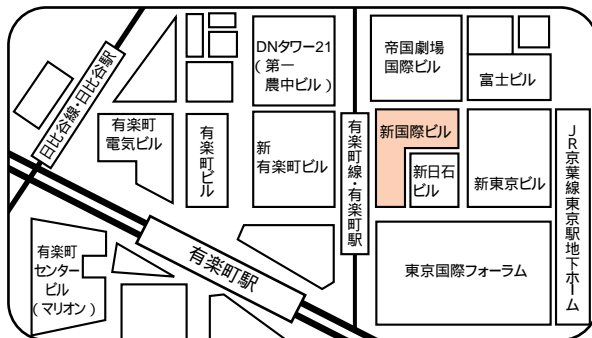 日比谷線・日比谷駅
DNタワー21
(第一
農中ビル)
帝国劇場
国際ビル
富士ビル
有楽町
電気ビル
有楽町ビル
新
有楽町ビル
有楽町線・有楽町駅
新国際ビル
新日石
ビル
新東京ビル
JR京葉線東京駅地下ホーム
有楽町
センター
ビル
(マリオン)
有楽町駅
東京国際フォーラム